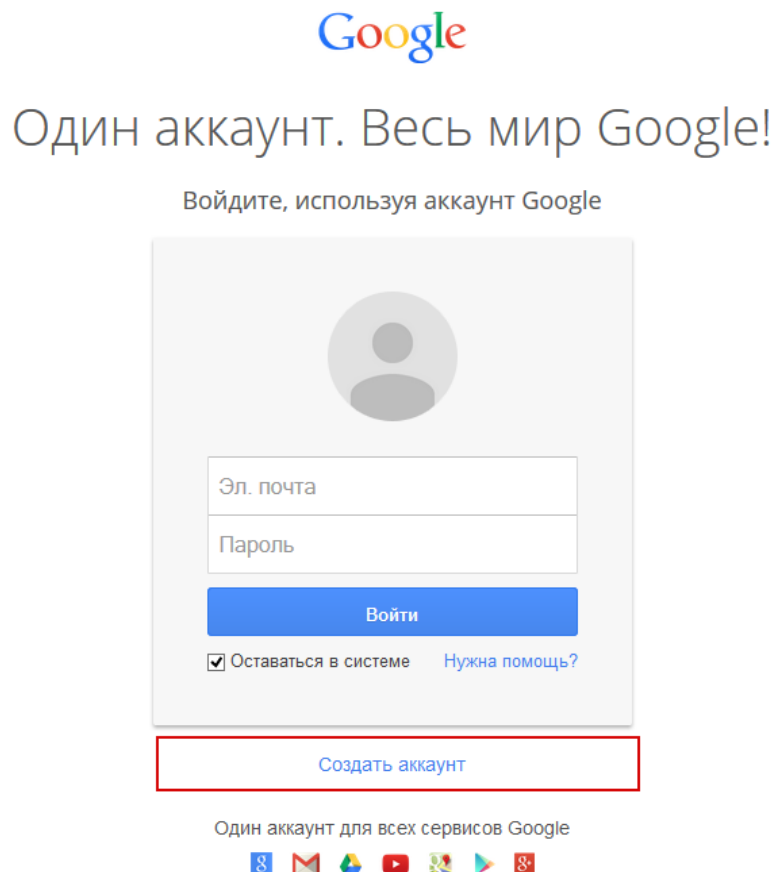 Google
Один аккаунт. Весь мир Google!
Войдите, используя аккаунт Google
Эл. почта
Пароль
Войти
Оставаться в системе Нужна помощь?
Создать аккаунт
Один аккаунт для всех сервисов Google